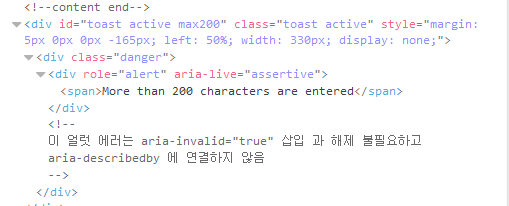 <!--content end-->
<div id="toast active max200" class="toast active" style="margin:
5px 0px 0px -165px; left: 50%; width: 330px; display: none;">
<div class="danger">
<div role="alert" aria-live="assertive">
<span>More than 200 characters are entered</span>
</div>
<!--
이 얼럿 에러는 aria-invalid="true" 삽입 과 해제 불필요하고
aria-describedby 에 연결하지 않음
-->
</div>
</div>